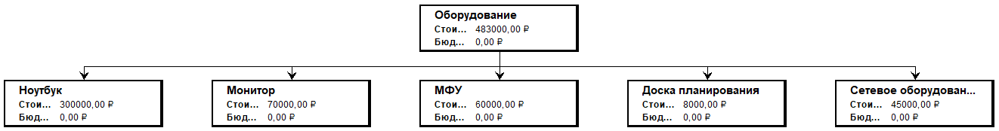 Оборудование
Стои... 483000,00 ₽
Бюд... 0,00 ₽
Ноутбук
Стои... 300000,00 ₽
Бюд... 0,00 ₽
Монитор
Стои... 70000,00 ₽
Бюд... 0,00 ₽
МФУ
Стои... 60000,00 ₽
Бюд... 0,00 ₽
Доска планирования
Стои... 8000,00 ₽
Бюд... 0,00 ₽
Сетевое оборудован...
Стои... 45000,00 ₽
Бюд... 0,00 ₽